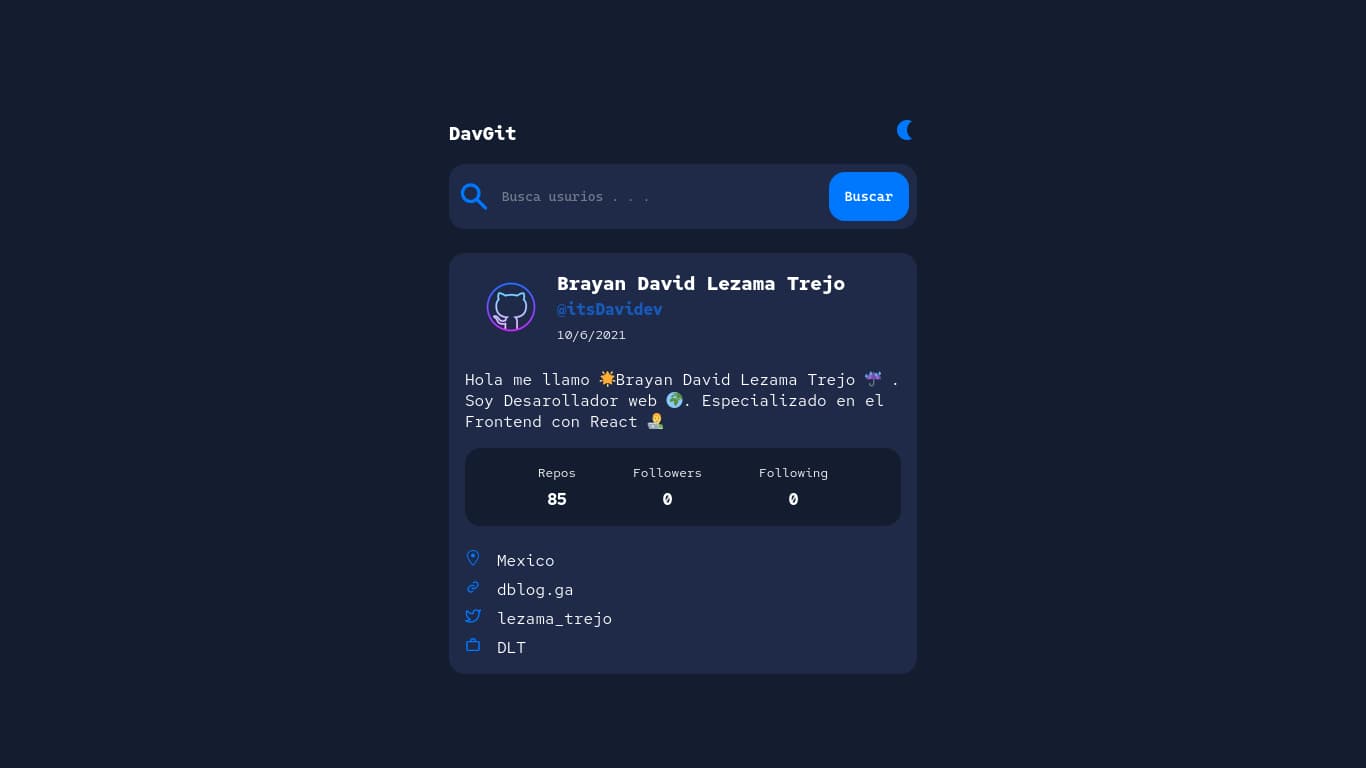 DavGit
Busca usurios . . .
Buscar
Brayan David Lezama Trejo
@itsDavidev
10/6/2021
Hola me llamo 🌟Brayan David Lezama Trejo ☔ .
Soy Desarollador web 🌍. Especializado en el
Frontend con React 👨‍💻
Repos Followers Following
85 0 0
Mexico
dblog.ga
lezama_trejo
DLT